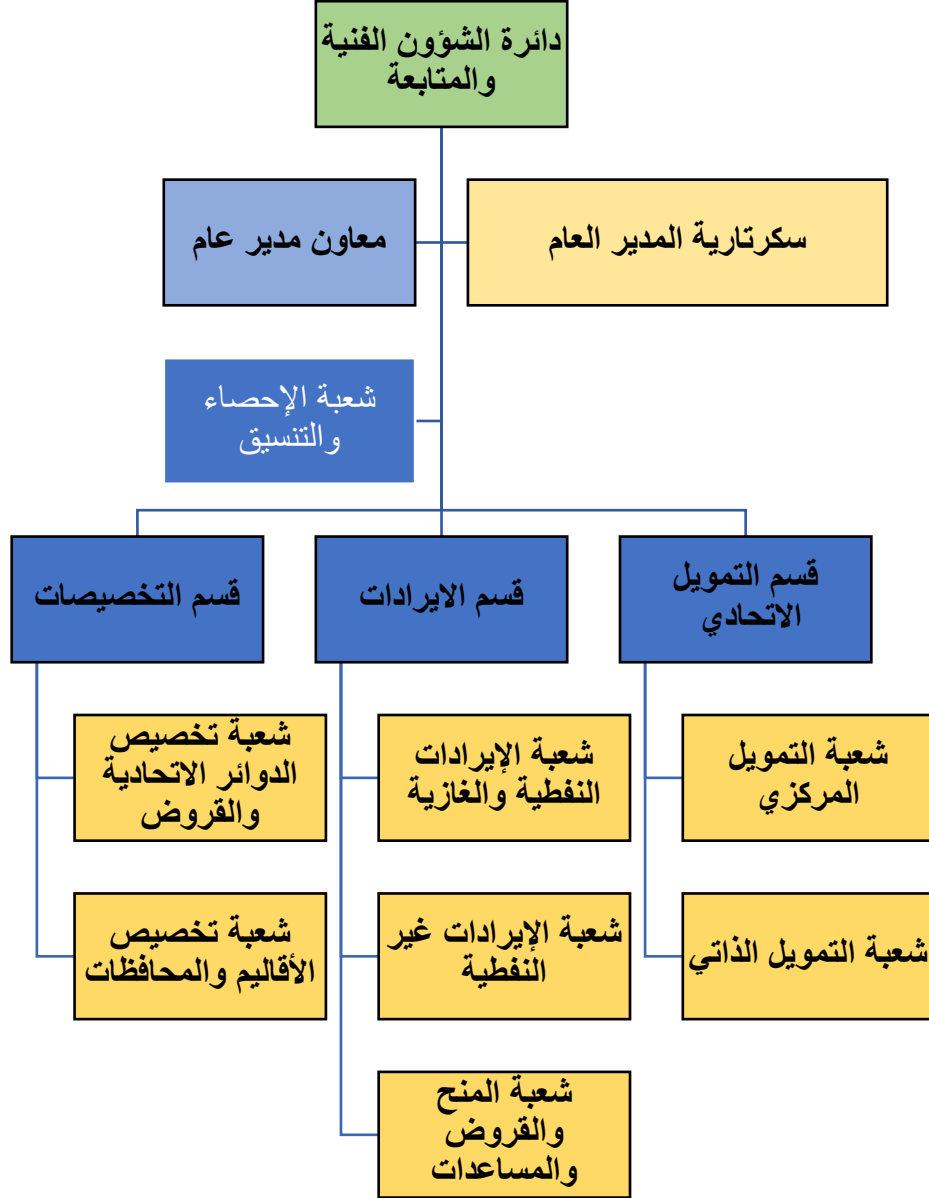 دائرة الشؤون الفنية
والمتابعة
سكرتارية المدير العام
معاون مدير عام
شعبة الإحصاء
والتنسيق
قسم التمويل
الاتحادي
قسم الايرادات
قسم التخصيصات
شعبة التمويل
المركزي
شعبة الإيرادات
النفطية والغازية
شعبة تخصيص
الدوائر الاتحادية
والقروض
شعبة التمويل الذاتي
شعبة الإيرادات غير
النفطية
شعبة تخصيص
الأقاليم والمحافظات
شعبة المنح
والقروض
والمساعدات